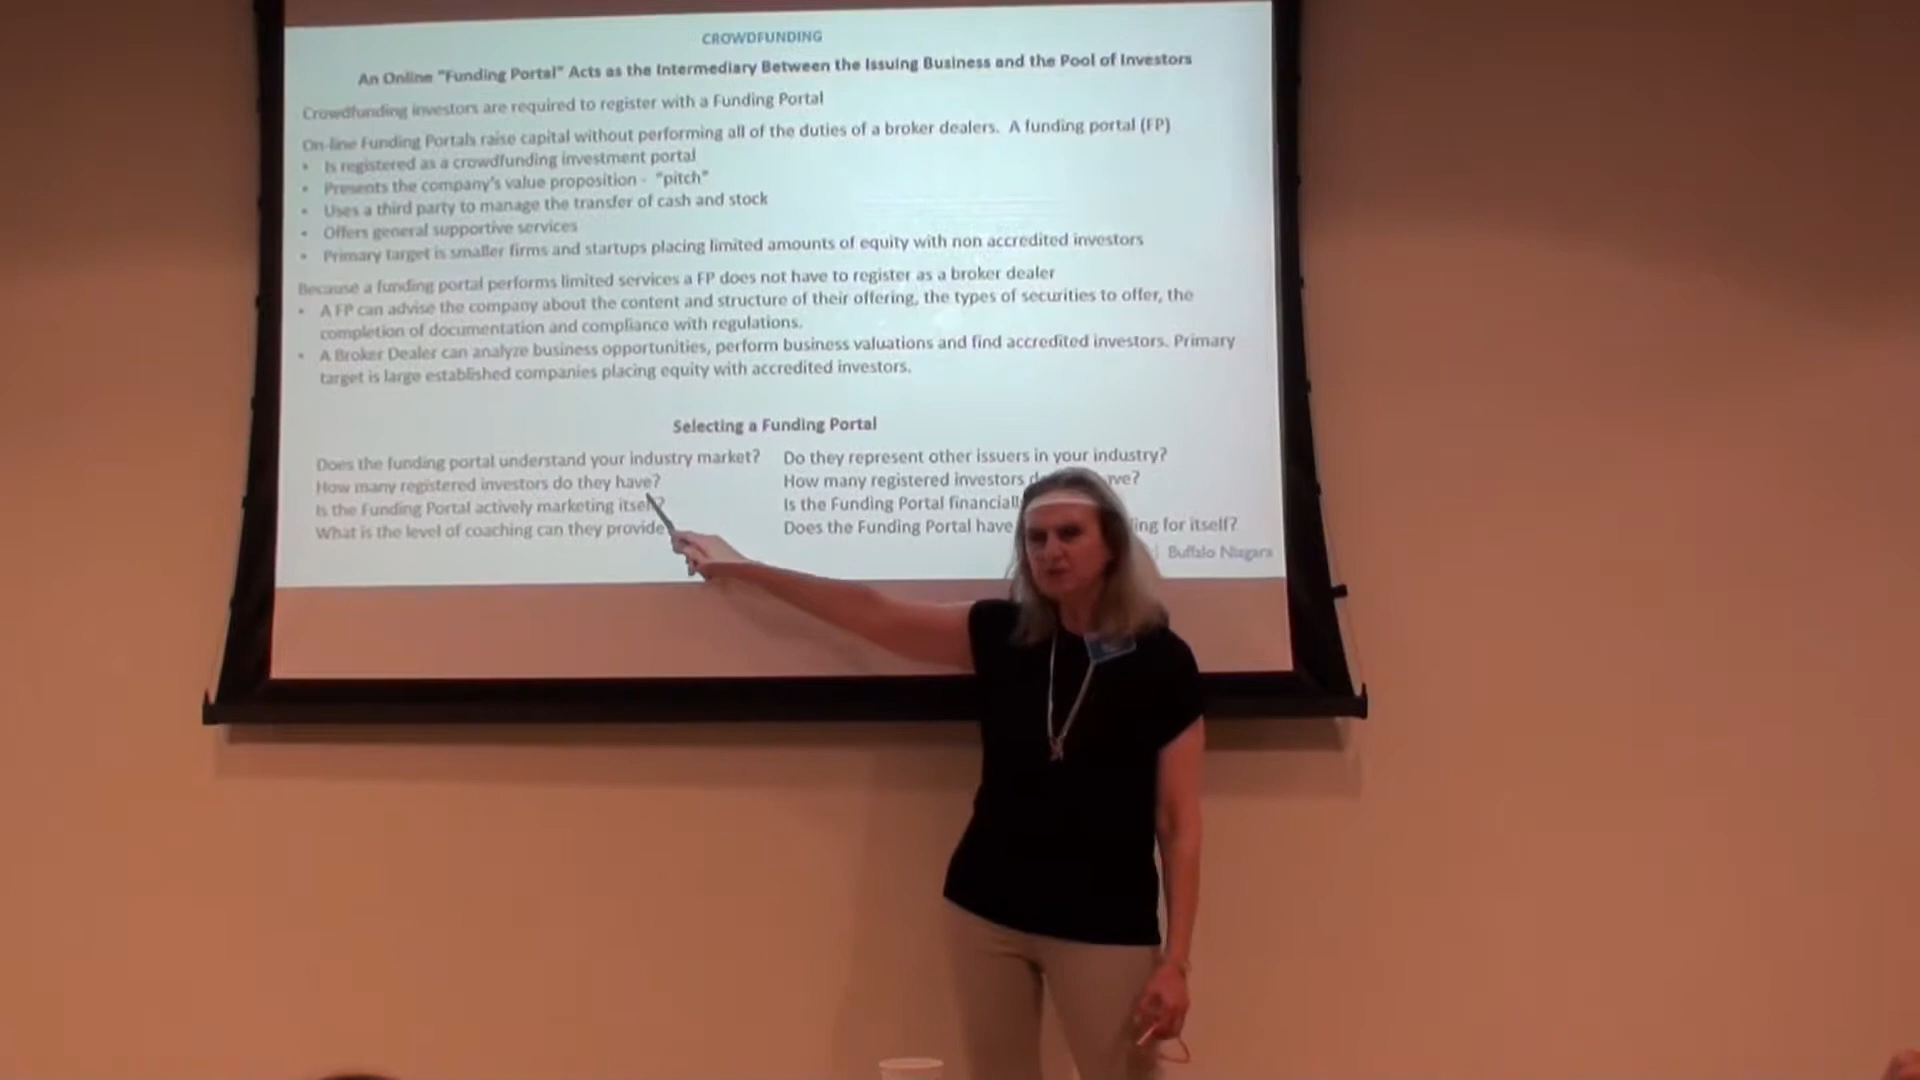 CROWDFUNDING
An Online "Funding Portal" Acts as the Intermediary Between the Issuing Business and the Pool of Investors
Crowdfunding investors are required to register with a Funding Portal
On-line Funding Portals raise capital without performing all of the duties of a broker dealers. A funding portal (FP)
• Is registered as a crowdfunding investment portal
• Presents the company's value proposition - "pitch"
• Uses a third party to manage the transfer of cash and stock
• Offers general supportive services
• Primary target is smaller firms and startups placing limited amounts of equity with non accredited investors
Because a funding portal performs limited services a FP does not have to register as a broker dealer
• A FP can advise the company about the content and structure of their offering, the types of securities to offer, the
completion of documentation and compliance with regulations.
• A Broker Dealer can analyze business opportunities, perform business valuations and find accredited investors. Primary
target is large established companies placing equity with accredited investors.
Selecting a Funding Portal
Does the funding portal understand your industry market?
How many registered investors do they have?
Is the Funding Portal actively marketing itself?
What is the level of coaching can they provide
Do they represent other issuers in your industry?
How many registered investors
Is the Funding Portal
Does the Funding Portal have for itself?
Buffalo Niagara